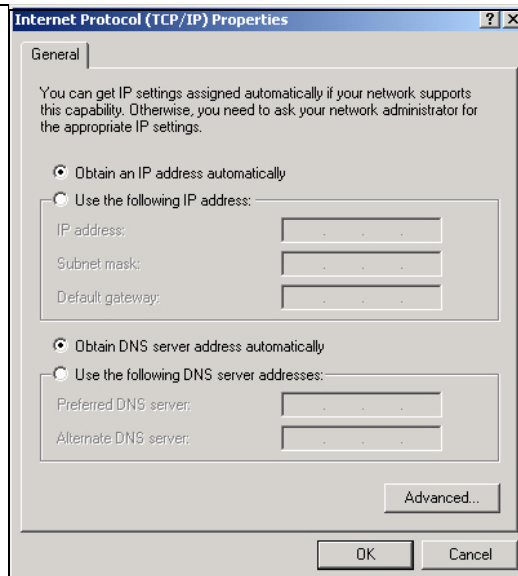 Internet Protocol (TCP/IP) Properties
General
You can get IP settings assigned automatically if your network supports
this capability. Otherwise, you need to ask your network administrator for
the appropriate IP settings.
Obtain an IP address automatically
Use the following IP address:
IP address:
Subnet mask:
Default gateway:
Obtain DNS server address automatically
Use the following DNS server addresses:
Preferred DNS server:
Alternate DNS server:
Advanced...
OK Cancel